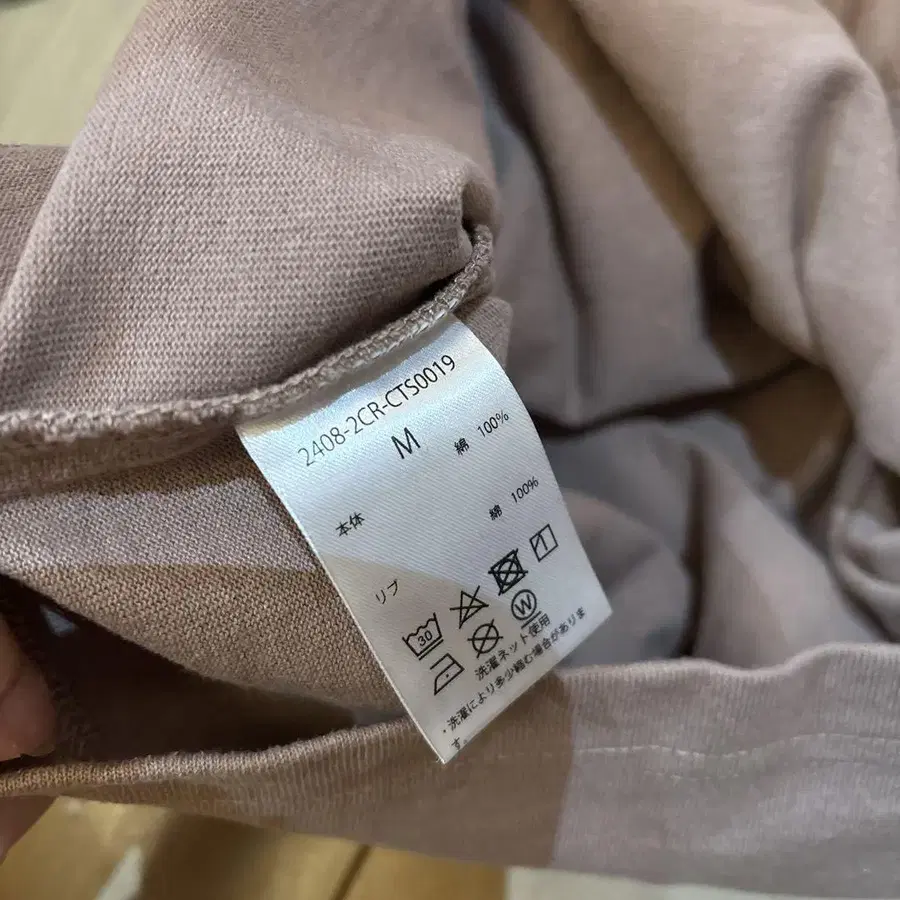 2408-2CR-CTS0019
M
本体 綿 100%
リブ 綿 100%
30
W
洗濯ネット使用
・洗濯により多少縮む場合がありま
す。